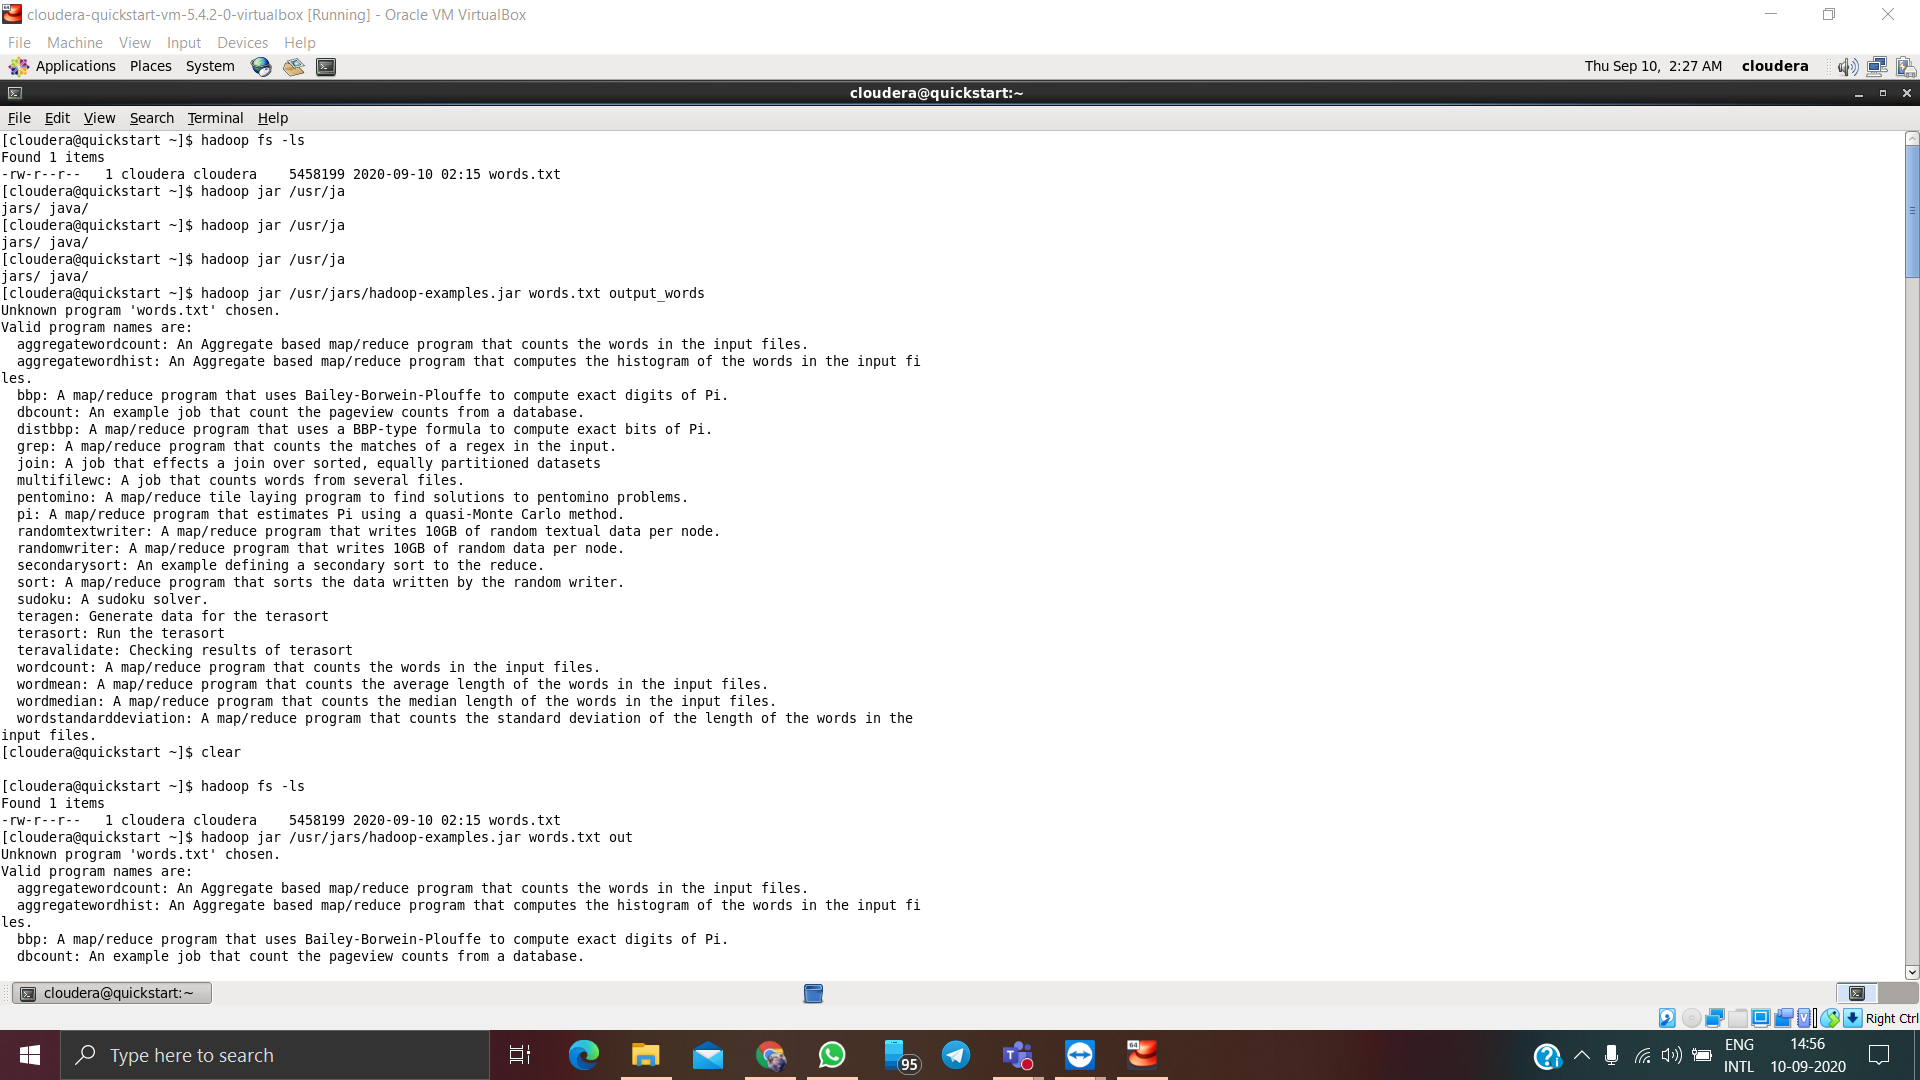 cloudera-quickstart-vm-5.4.2-0-virtualbox [Running] - Oracle VM VirtualBox
File Machine View Input Devices Help
Applications Places System Thu Sep 10, 2:27 AM cloudera
cloudera@quickstart:~
File Edit View Search Terminal Help
[cloudera@quickstart ~]$ hadoop fs -ls
Found 1 items
-rw-r--r--   1 cloudera cloudera    5458199 2020-09-10 02:15 words.txt
[cloudera@quickstart ~]$ hadoop jar /usr/ja
jars/ java/
[cloudera@quickstart ~]$ hadoop jar /usr/ja
jars/ java/
[cloudera@quickstart ~]$ hadoop jar /usr/ja
jars/ java/
[cloudera@quickstart ~]$ hadoop jar /usr/jars/hadoop-examples.jar words.txt output_words
Unknown program 'words.txt' chosen.
Valid program names are:
  aggregatewordcount: An Aggregate based map/reduce program that counts the words in the input files.
  aggregatewordhist: An Aggregate based map/reduce program that computes the histogram of the words in the input fi
les.
  bbp: A map/reduce program that uses Bailey-Borwein-Plouffe to compute exact digits of Pi.
  dbcount: An example job that count the pageview counts from a database.
  distbbp: A map/reduce program that uses a BBP-type formula to compute exact bits of Pi.
  grep: A map/reduce program that counts the matches of a regex in the input.
  join: A job that effects a join over sorted, equally partitioned datasets
  multifilewc: A job that counts words from several files.
  pentomino: A map/reduce tile laying program to find solutions to pentomino problems.
  pi: A map/reduce program that estimates Pi using a quasi-Monte Carlo method.
  randomtextwriter: A map/reduce program that writes 10GB of random textual data per node.
  randomwriter: A map/reduce program that writes 10GB of random data per node.
  secondarysort: An example defining a secondary sort to the reduce.
  sort: A map/reduce program that sorts the data written by the random writer.
  sudoku: A sudoku solver.
  teragen: Generate data for the terasort
  terasort: Run the terasort
  teravalidate: Checking results of terasort
  wordcount: A map/reduce program that counts the words in the input files.
  wordmean: A map/reduce program that counts the average length of the words in the input files.
  wordmedian: A map/reduce program that counts the median length of the words in the input files.
  wordstandarddeviation: A map/reduce program that counts the standard deviation of the length of the words in the
input files.
[cloudera@quickstart ~]$ clear
[cloudera@quickstart ~]$ hadoop fs -ls
Found 1 items
-rw-r--r--   1 cloudera cloudera    5458199 2020-09-10 02:15 words.txt
[cloudera@quickstart ~]$ hadoop jar /usr/jars/hadoop-examples.jar words.txt out
Unknown program 'words.txt' chosen.
Valid program names are:
  aggregatewordcount: An Aggregate based map/reduce program that counts the words in the input files.
  aggregatewordhist: An Aggregate based map/reduce program that computes the histogram of the words in the input fi
les.
  bbp: A map/reduce program that uses Bailey-Borwein-Plouffe to compute exact digits of Pi.
  dbcount: An example job that count the pageview counts from a database.
cloudera@quickstart:~
Right Ctrl
Type here to search
95
64
ENG
INTL
14:56
10-09-2020